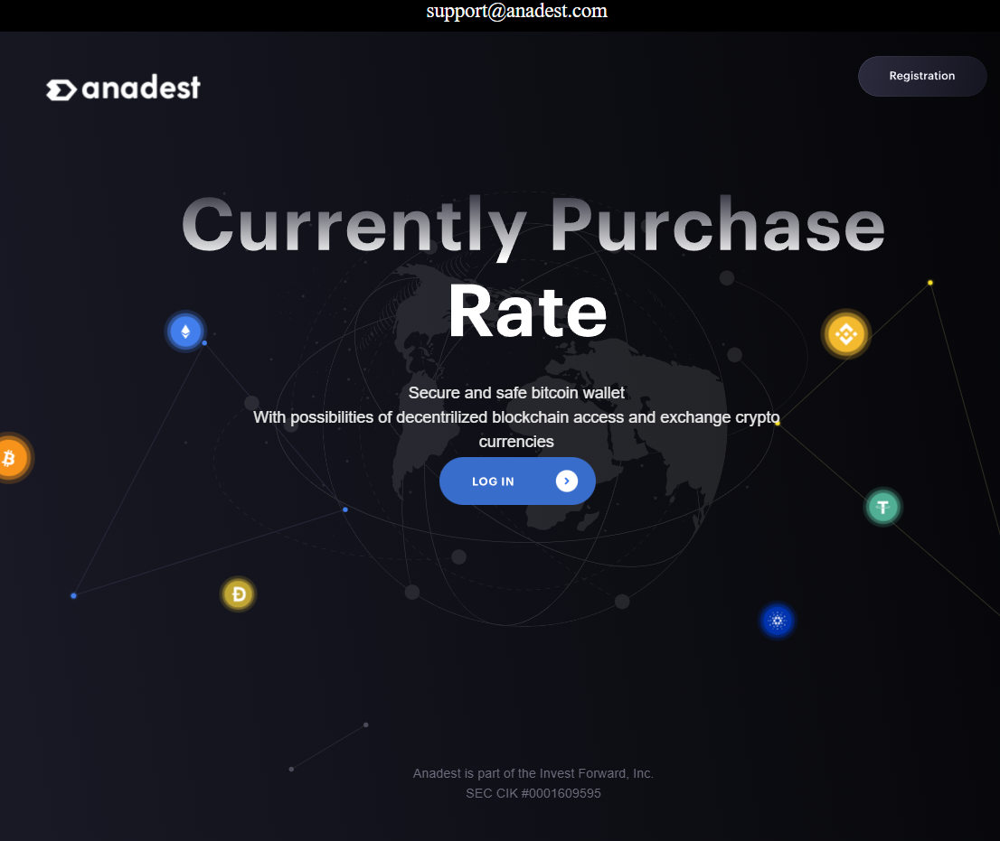 support@anadest.com
anadest
Registration
Currently Purchase
Rate
Secure and safe bitcoin wallet
With possibilities of decentrilized blockchain access and exchange crypto
currencies
LOG IN
Anadest is part of the Invest Forward, Inc.
SEC CIK #0001609595